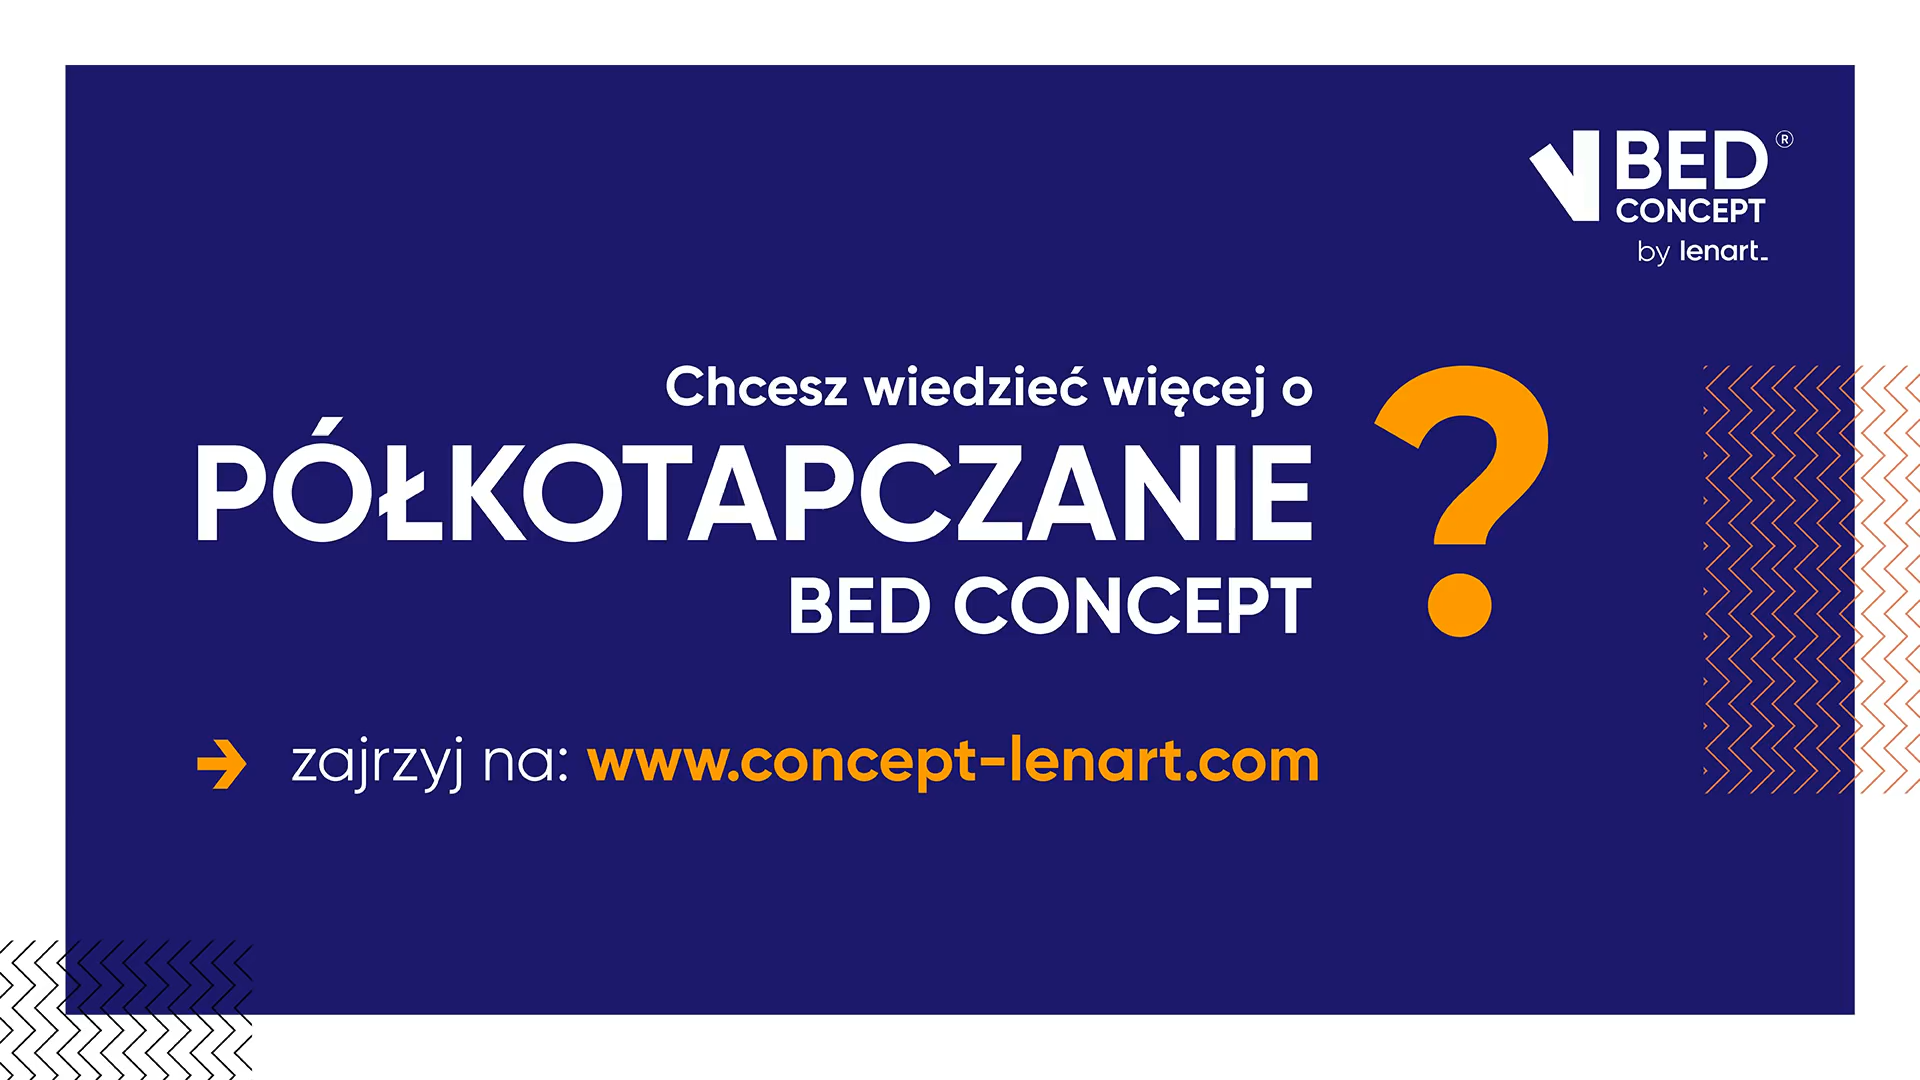 BED®
CONCEPT
by lenart.
Chcesz wiedzieć więcej o
PÓŁKOTAPCZANIE
BED CONCEPT
?
zajrzyj na: www.concept-lenart.com